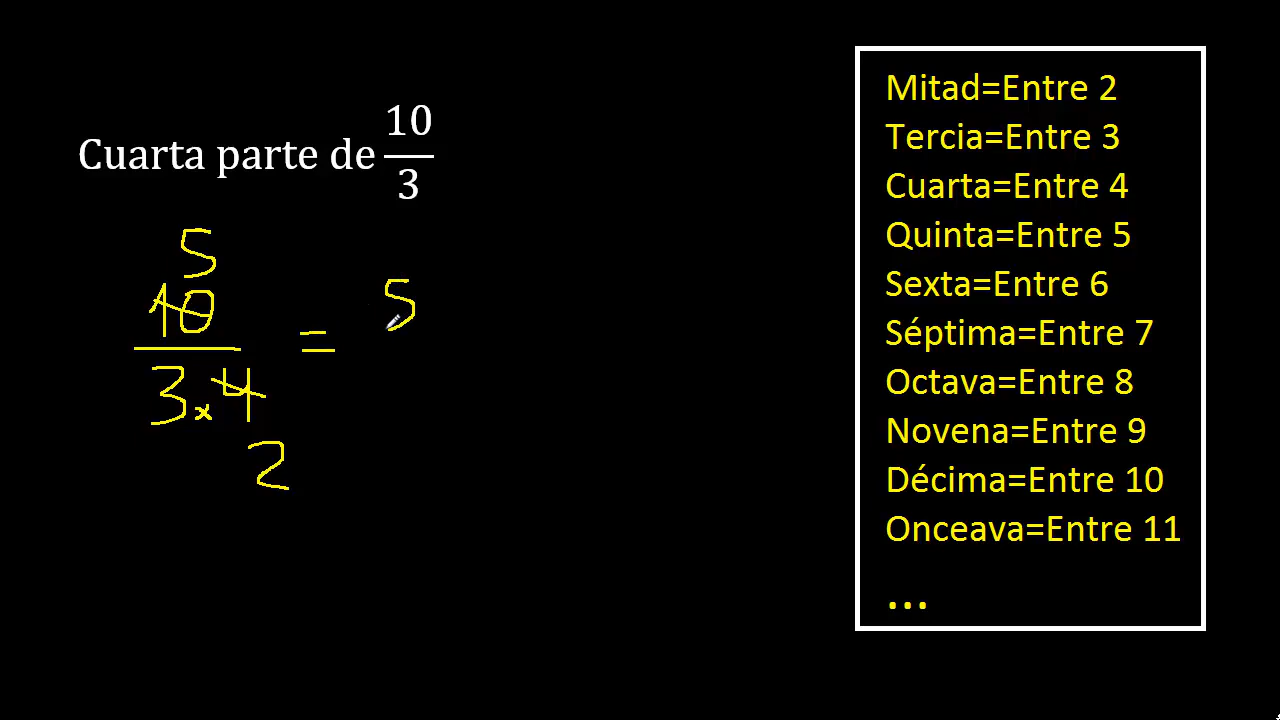 Cuarta parte de 10/3
5
10
3 x 4
2
= 5
Mitad=Entre 2
Tercia=Entre 3
Cuarta=Entre 4
Quinta=Entre 5
Sexta=Entre 6
Séptima=Entre 7
Octava=Entre 8
Novena=Entre 9
Décima=Entre 10
Onceava=Entre 11
...